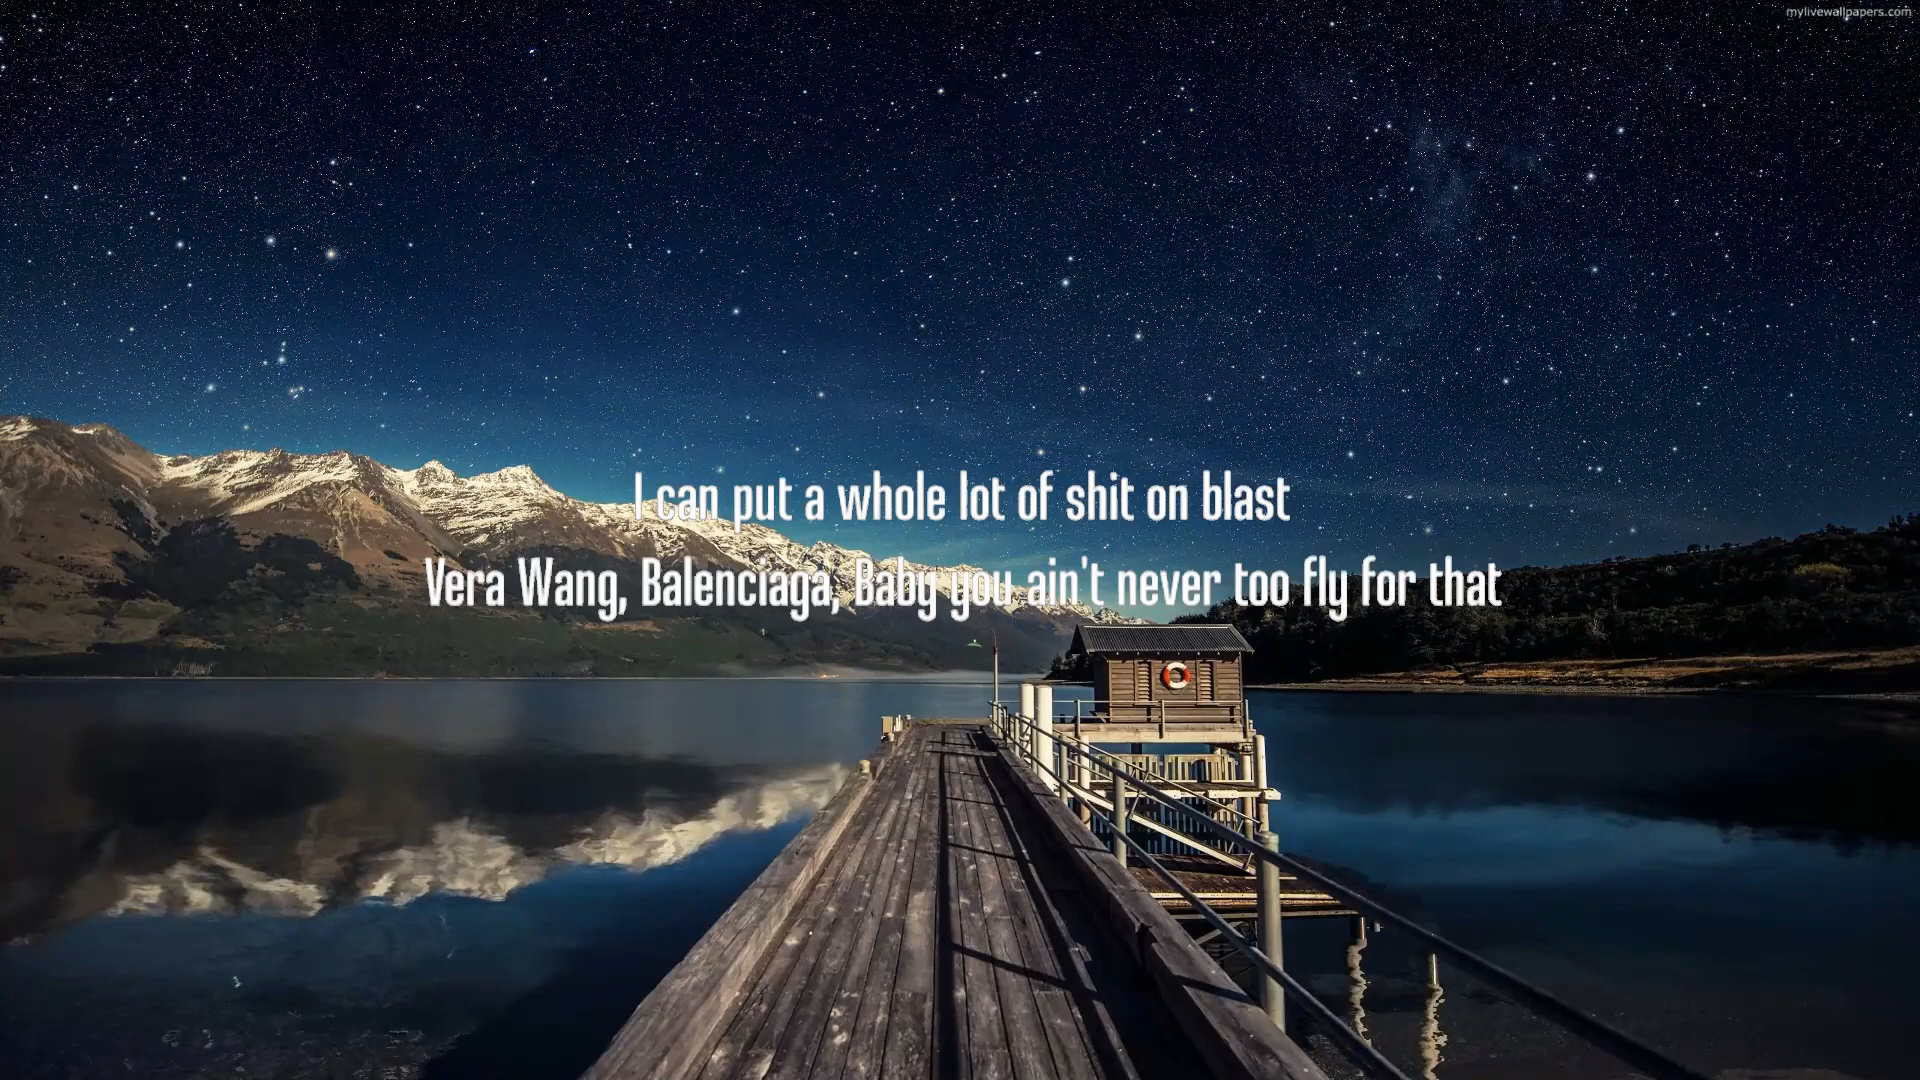 mylivewallpapers.com
I can put a whole lot of shit on blast
Vera Wang, Balenciaga, Baby you ain't never too fly for that